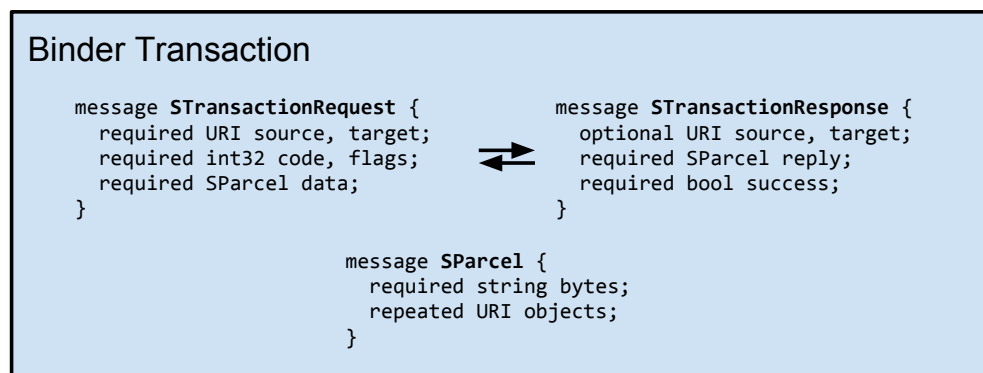 Binder Transaction
message STransactionRequest {
  required URI source, target;
  required int32 code, flags;
  required SParcel data;
}
message STransactionResponse {
  optional URI source, target;
  required SParcel reply;
  required bool success;
}
message SParcel {
  required string bytes;
  repeated URI objects;
}